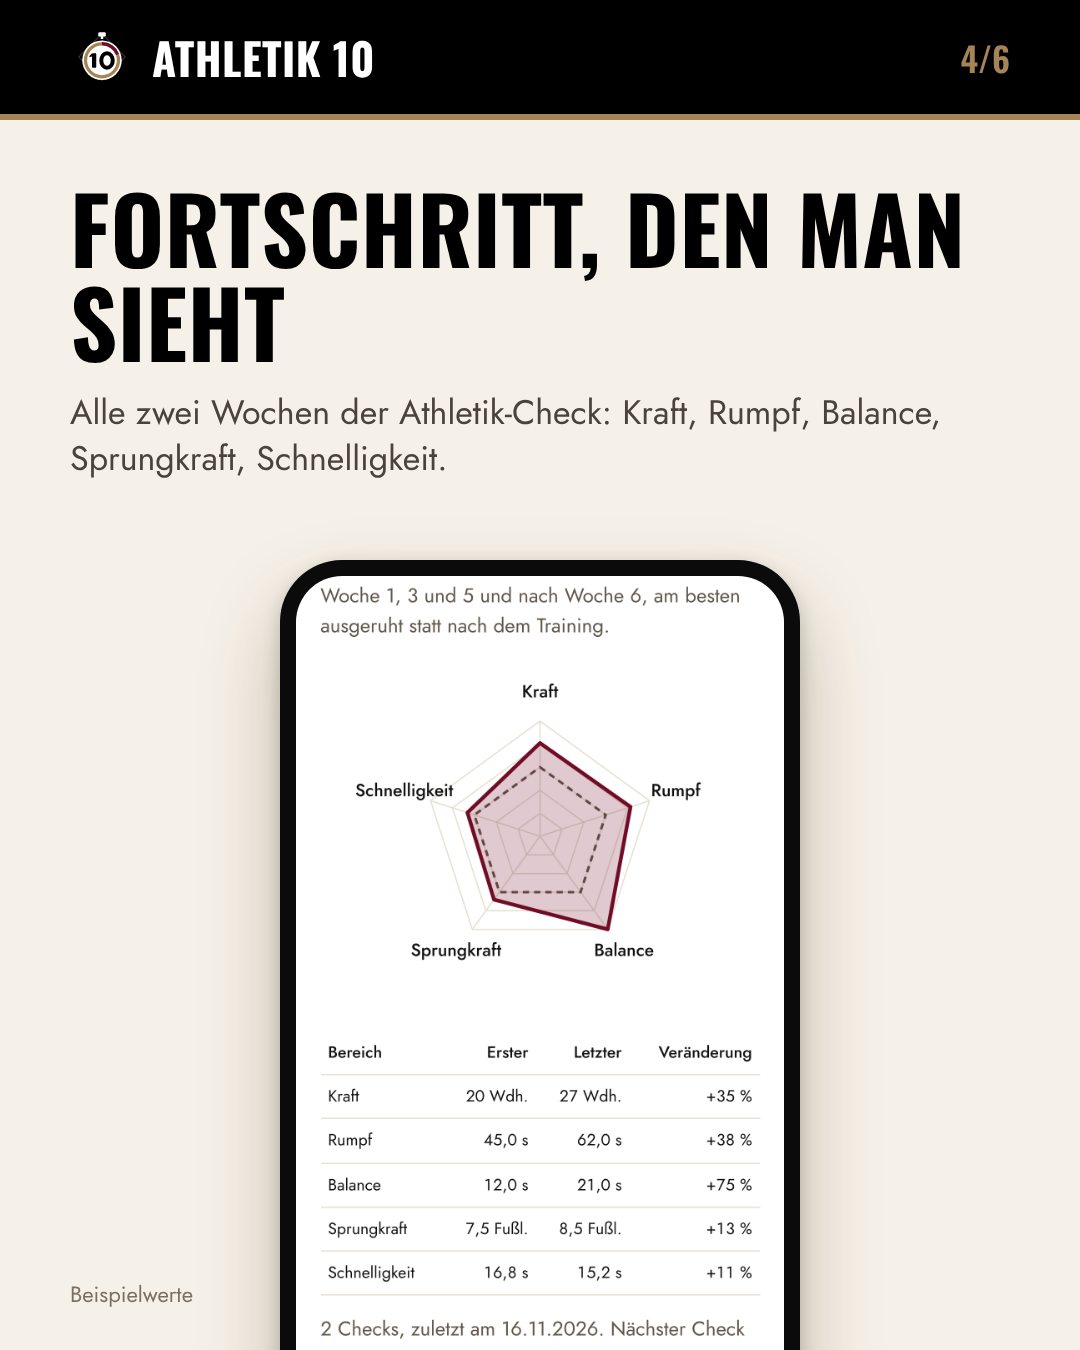 10
ATHLETIK 10
4/6
FORTSCHRITT, DEN MAN
SIEHT
Alle zwei Wochen der Athletik-Check: Kraft, Rumpf, Balance,
Sprungkraft, Schnelligkeit.
Woche 1, 3 und 5 und nach Woche 6, am besten
ausgeruht statt nach dem Training.
Kraft
Schnelligkeit
Rumpf
Sprungkraft
Balance
Bereich Erster Letzter Veränderung
Kraft 20 Wdh. 27 Wdh. +35 %
Rumpf 45,0 s 62,0 s +38 %
Balance 12,0 s 21,0 s +75 %
Sprungkraft 7,5 Fußl. 8,5 Fußl. +13 %
Schnelligkeit 16,8 s 15,2 s +11 %
Beispielwerte
2 Checks, zuletzt am 16.11.2026. Nächster Check